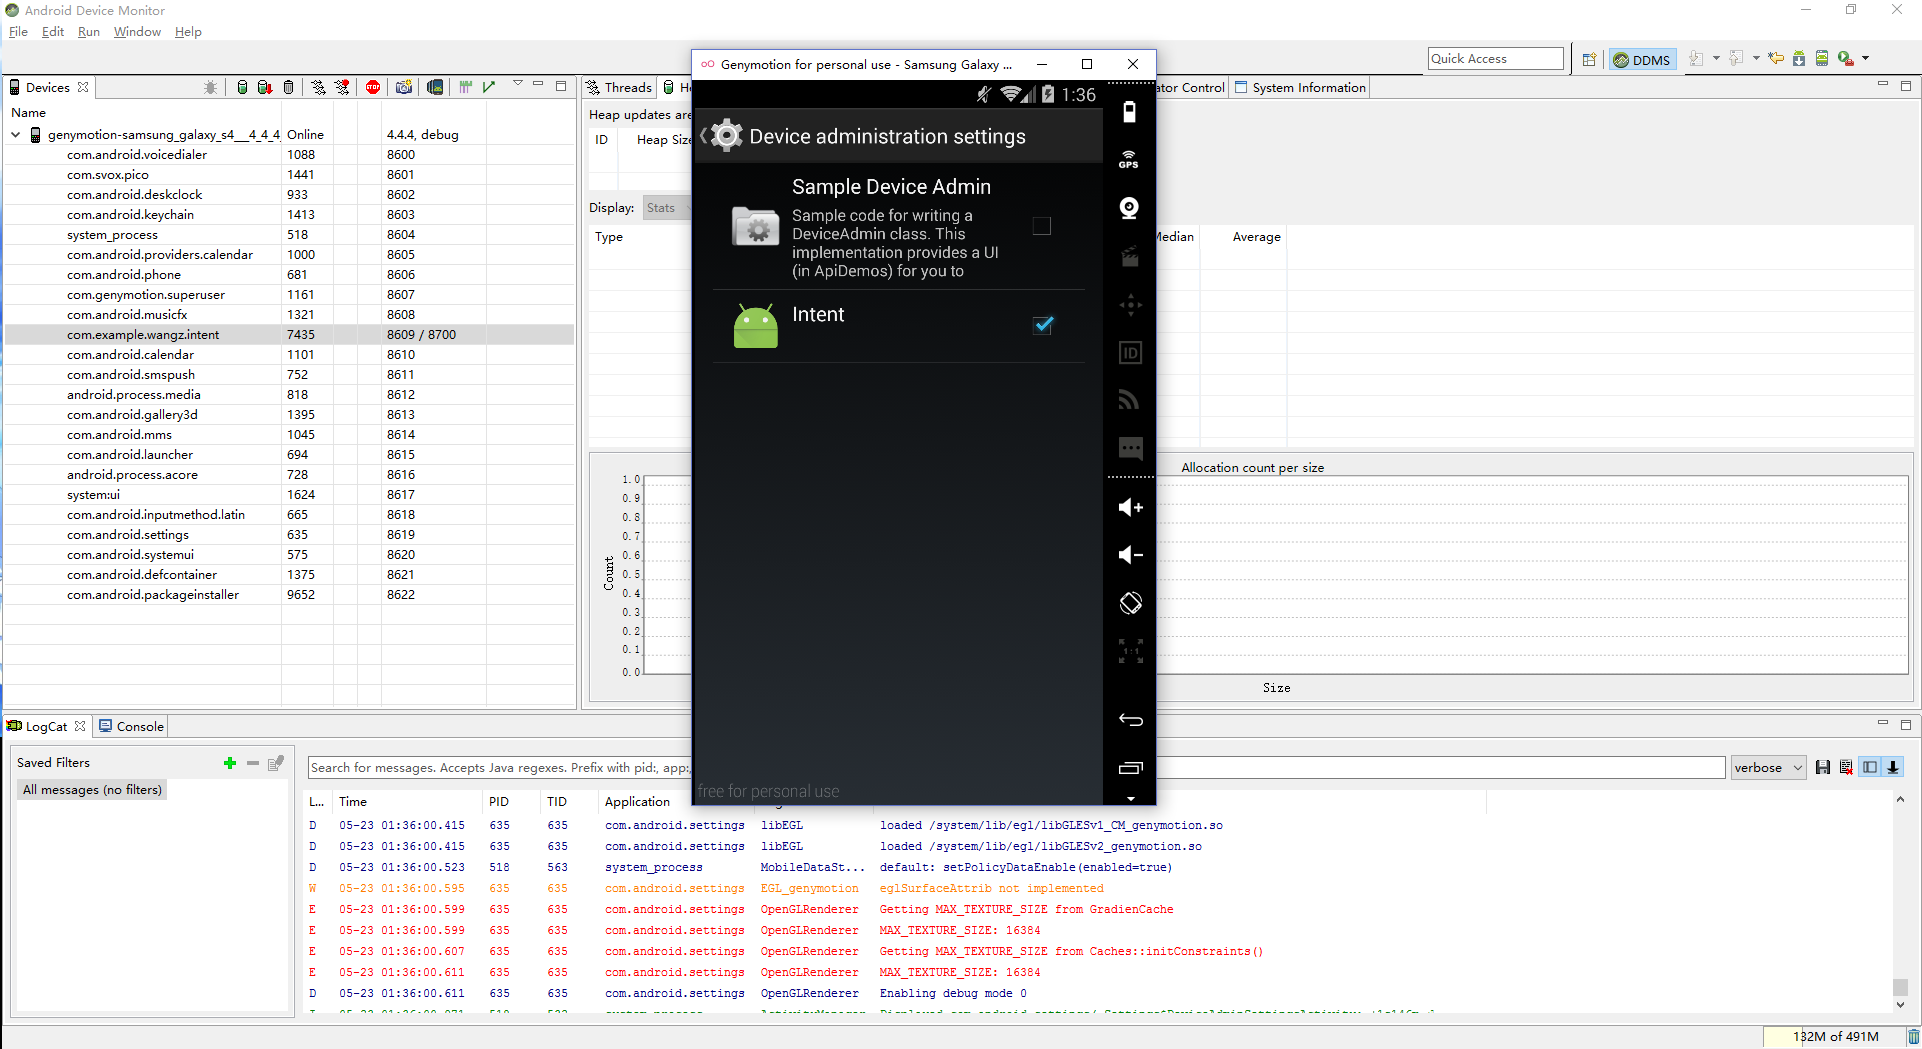 Android Device Monitor
File Edit Run Window Help
Quick Access
DDMS
Devices
Name
genymotion-samsung_galaxy_s4__4_4_4_ Online 4.4.4, debug
com.android.voicedialer 1088 8600
com.svox.pico 1441 8601
com.android.deskclock 933 8602
com.android.keychain 1413 8603
system_process 518 8604
com.android.providers.calendar 1000 8605
com.android.phone 681 8606
com.genymotion.superuser 1161 8607
com.android.musicfx 1321 8608
com.example.wangz.intent 7435 8609 / 8700
com.android.calendar 1101 8610
com.android.smspush 752 8611
android.process.media 818 8612
com.android.gallery3d 1395 8613
com.android.mms 1045 8614
com.android.launcher 694 8615
android.process.acore 728 8616
system:ui 1624 8617
com.android.inputmethod.latin 665 8618
com.android.settings 635 8619
com.android.systemui 575 8620
com.android.defcontainer 1375 8621
com.android.packageinstaller 9652 8622
Threads
Heap updates are
ID Heap Size
Display: Stats
Type
Genymotion for personal use - Samsung Galaxy ...
1:36
Device administration settings
Sample Device Admin
Sample code for writing a
DeviceAdmin class. This
implementation provides a UI
(in ApiDemos) for you to
Intent
free for personal use
GPS
ID
1:1
ator Control System Information
Median Average
Allocation count per size
1.0
0.9
0.8
0.7
0.6
0.5
0.4
0.3
0.2
0.1
0.0
Count
Size
LogCat Console
Saved Filters
All messages (no filters)
Search for messages. Accepts Java regexes. Prefix with pid:, app:,
verbose
L... Time PID TID Application
D 05-23 01:36:00.415 635 635 com.android.settings libEGL loaded /system/lib/egl/libGLESv1_CM_genymotion.so
D 05-23 01:36:00.415 635 635 com.android.settings libEGL loaded /system/lib/egl/libGLESv2_genymotion.so
D 05-23 01:36:00.523 518 563 system_process MobileDataSt... default: setPolicyDataEnable(enabled=true)
W 05-23 01:36:00.595 635 635 com.android.settings EGL_genymotion eglSurfaceAttrib not implemented
E 05-23 01:36:00.599 635 635 com.android.settings OpenGLRenderer Getting MAX_TEXTURE_SIZE from GradienCache
E 05-23 01:36:00.599 635 635 com.android.settings OpenGLRenderer MAX_TEXTURE_SIZE: 16384
E 05-23 01:36:00.607 635 635 com.android.settings OpenGLRenderer Getting MAX_TEXTURE_SIZE from Caches::initConstraints()
E 05-23 01:36:00.611 635 635 com.android.settings OpenGLRenderer MAX_TEXTURE_SIZE: 16384
D 05-23 01:36:00.611 635 635 com.android.settings OpenGLRenderer Enabling debug mode 0
132M of 491M